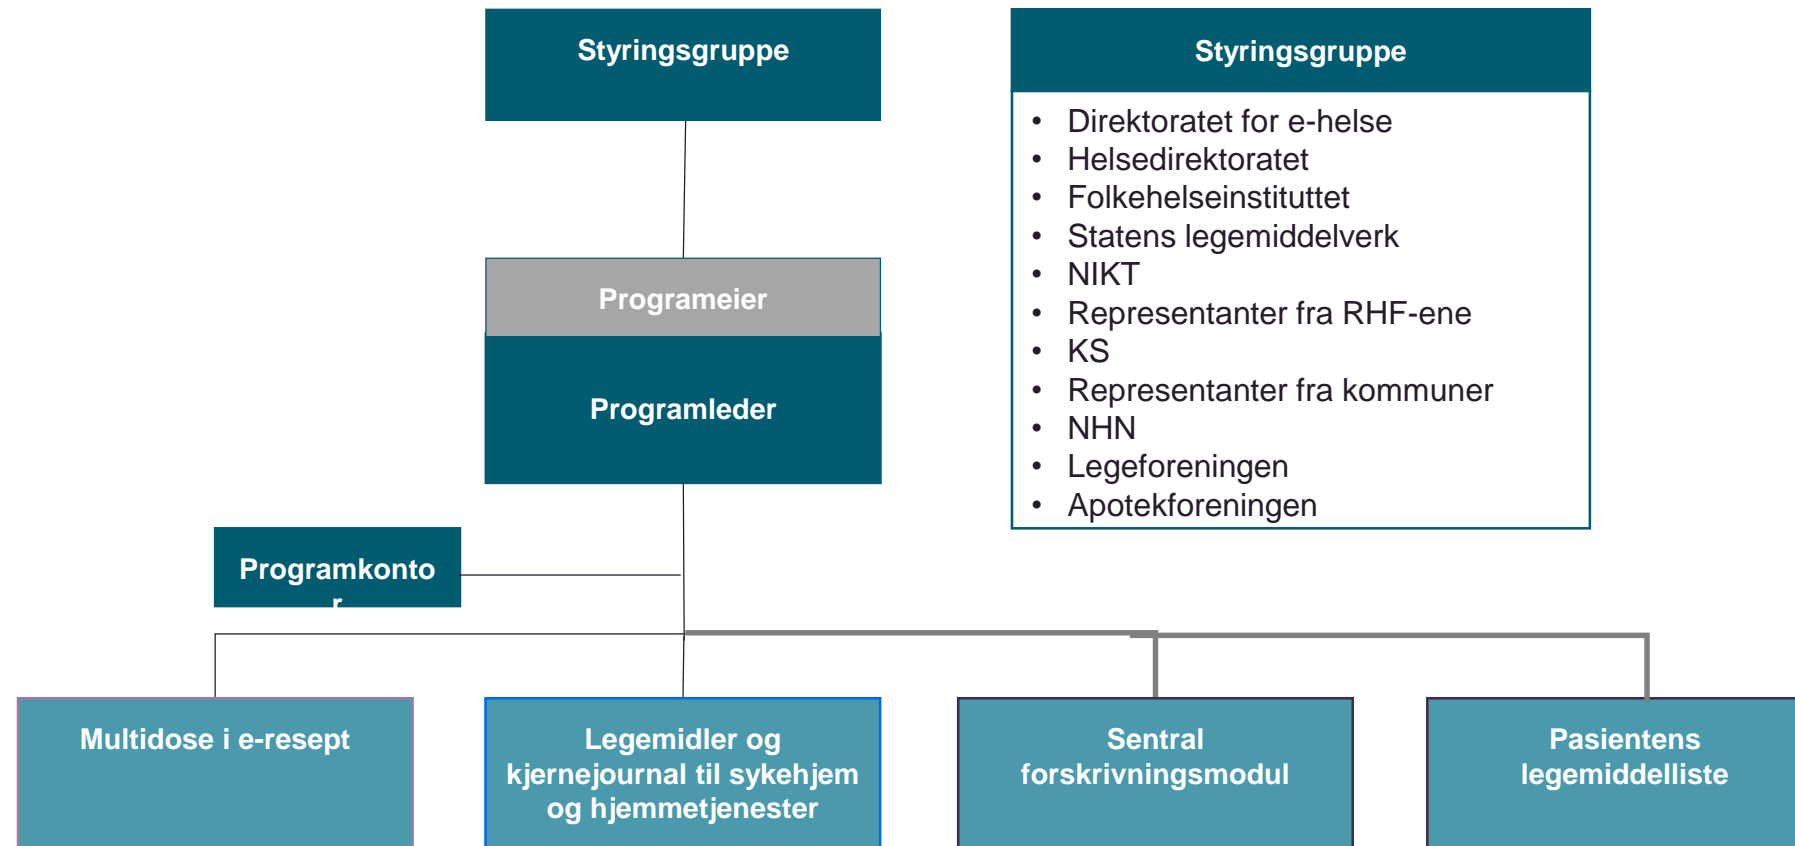 Styringsgruppe
Programeier
Programleder
Programkonto
r
Styringsgruppe
• Direktoratet for e-helse
• Helsedirektoratet
• Folkehelseinstituttet
• Statens legemiddelverk
• NIKT
• Representanter fra RHF-ene
• KS
• Representanter fra kommuner
• NHN
• Legeforeningen
• Apotekforeningen
Multidose i e-resept
Legemidler og
kjernejournal til sykehjem
og hjemmetjenester
Sentral
forskrivningsmodul
Pasientens
legemiddelliste